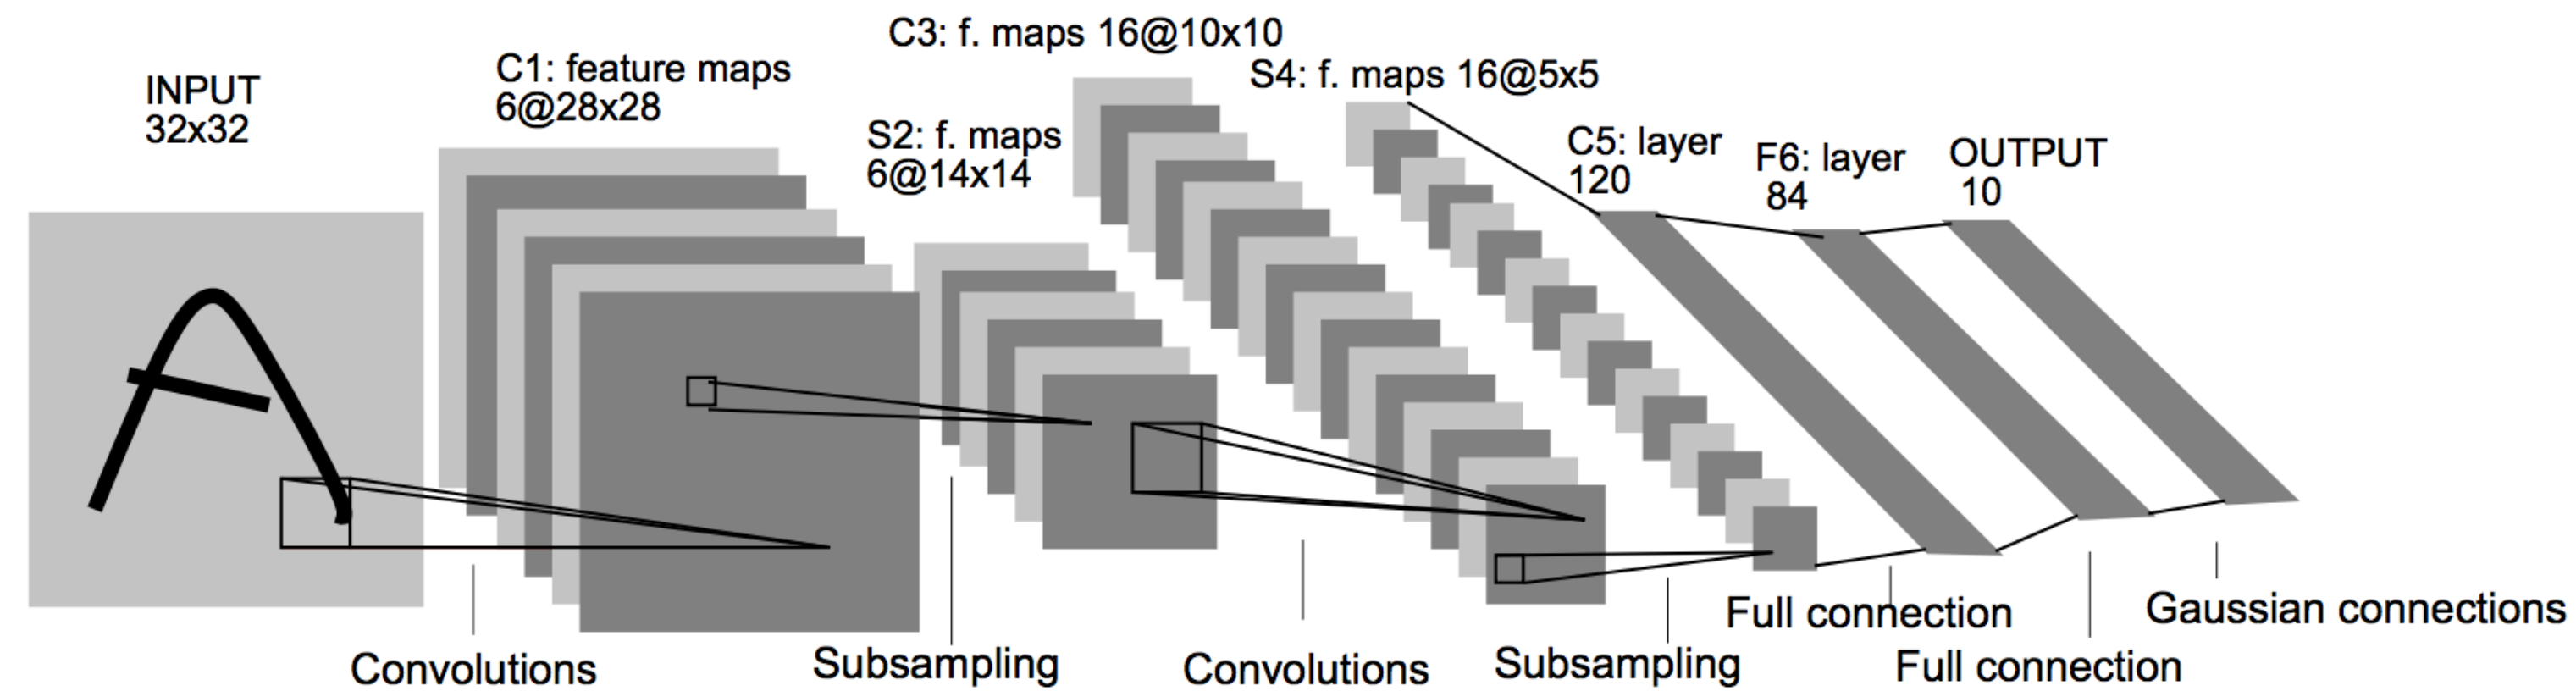 INPUT
32x32
C1: feature maps
6@28x28
S2: f. maps
6@14x14
C3: f. maps 16@10x10
S4: f. maps 16@5x5
C5: layer
120
F6: layer
84
OUTPUT
10
Convolutions
Subsampling
Convolutions
Subsampling
Full connection
Full connection
Gaussian connections